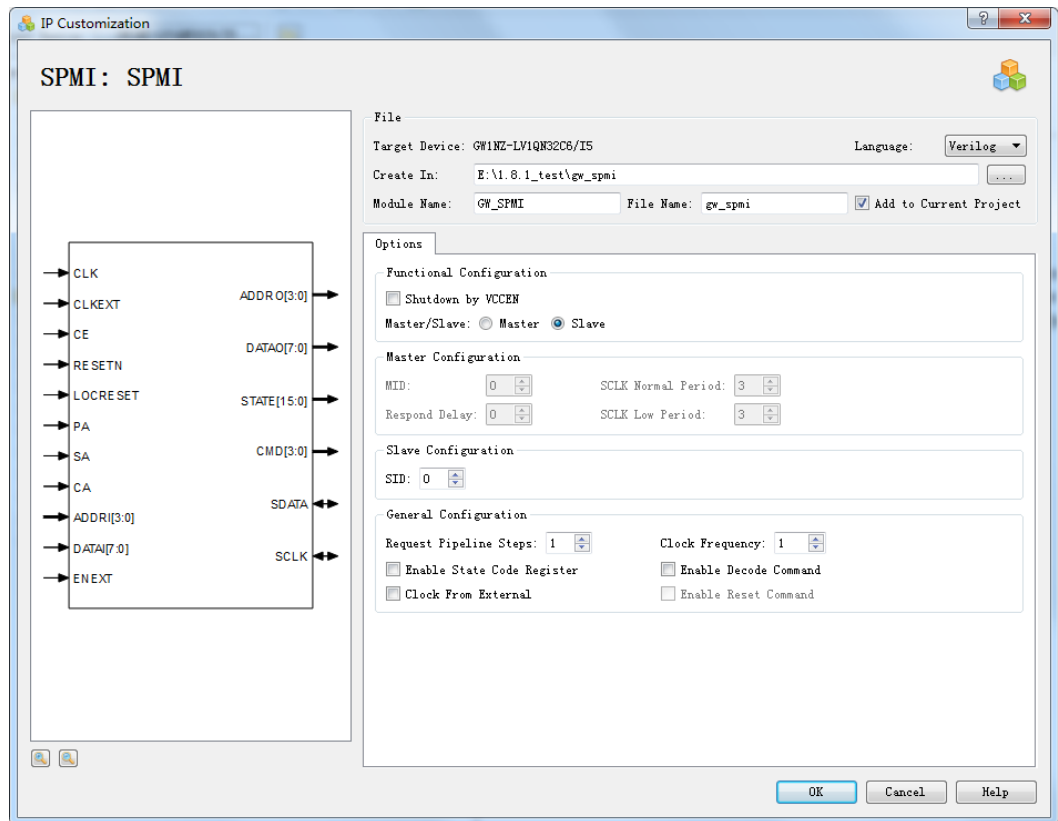 IP Customization
SPMI: SPMI
CLK
CLKEXT
CE
RESETN
LOCRESET
PA
SA
CA
ADDRI[3:0]
DATAI[7:0]
ENEXT
ADDRO[3:0]
DATAO[7:0]
STATE[15:0]
CMD[3:0]
SDATA
SCLK
File
Target Device: GW1NZ-LV1QN32C6/I5 Language: Verilog
Create In: E:\1.8.1_test\gw_spmi ...
Module Name: GW_SPMI File Name: gw_spmi Add to Current Project
Options
Functional Configuration
Shutdown by VCCEN
Master/Slave: Master Slave
Master Configuration
MID: 0 SCLK Normal Period: 3
Respond Delay: 0 SCLK Low Period: 3
Slave Configuration
SID: 0
General Configuration
Request Pipeline Steps: 1 Clock Frequency: 1
Enable State Code Register Enable Decode Command
Clock From External Enable Reset Command
OK Cancel Help